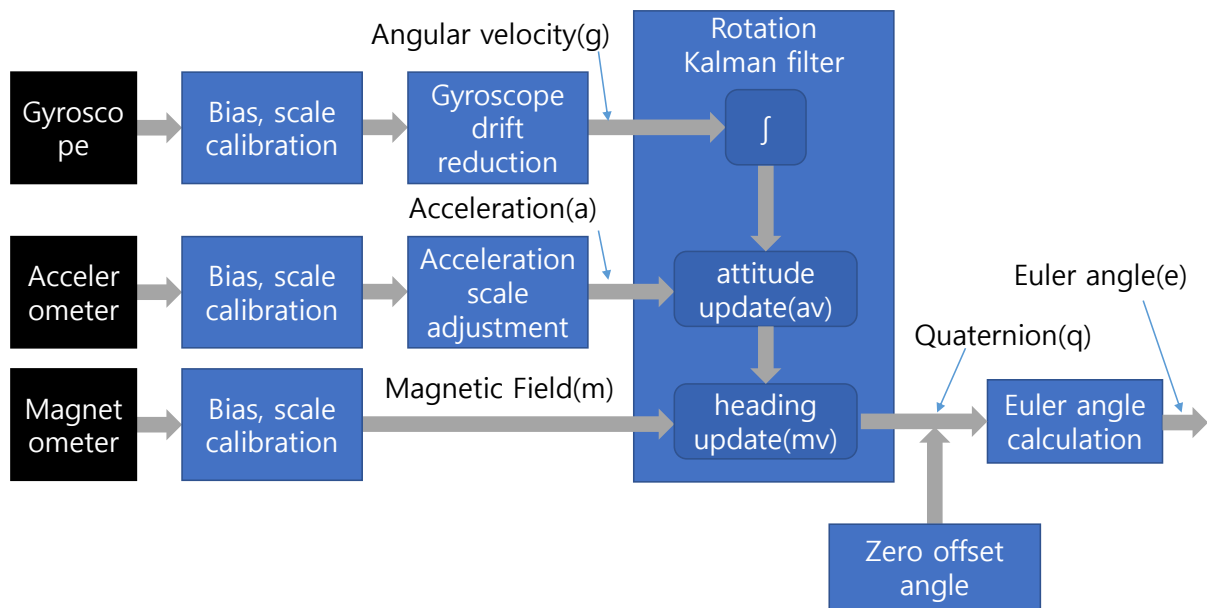 Rotation
Kalman filter
Angular velocity(g)
Gyrosco
pe
Bias, scale
calibration
Gyroscope
drift
reduction
∫
Acceleration(a)
Acceler
ometer
Bias, scale
calibration
Acceleration
scale
adjustment
attitude
update(av)
Euler angle(e)
Quaternion(q)
Magnet
ometer
Bias, scale
calibration
Magnetic Field(m)
heading
update(mv)
Euler angle
calculation
Zero offset
angle